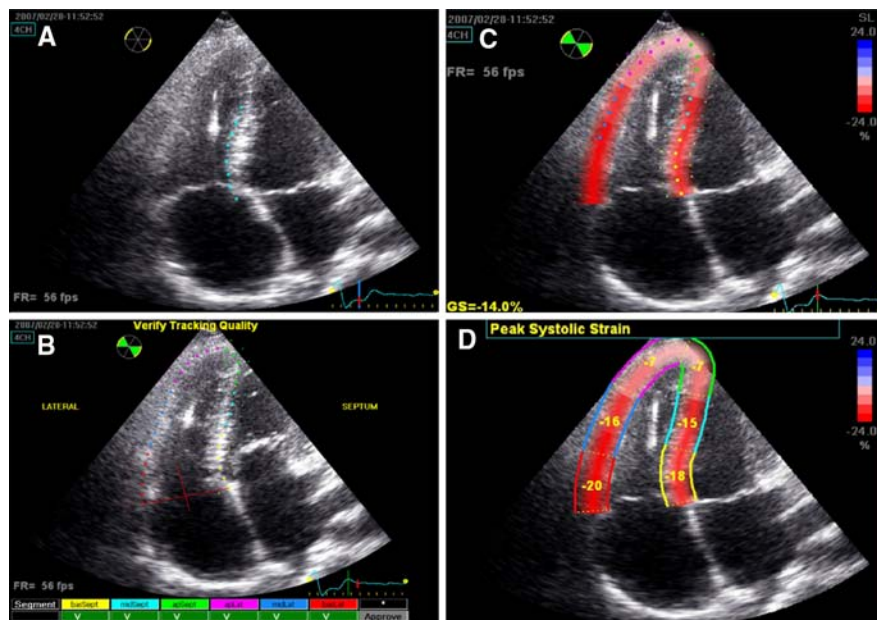 2007/02/28-11:52:52
4CH
A
FR= 56 fps
2007/02/28-11:52:52
4CH
C
FR= 56 fps
SL
24.0
-24.0
%
GS=-14.0%
2007/02/28-11:52:52
Verify Tracking Quality
4CH
B
LATERAL
SEPTUM
FR= 56 fps
Segment basSept midSept apSept apLat midLat basLat
V V V V V V Approve
D
Peak Systolic Strain
24.0
-24.0
%
-7 -7
-16 -15
-20 -18